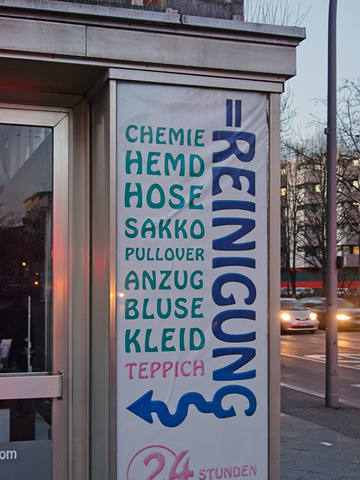 CHEMIE
HEMD
HOSE
SAKKO
PULLOVER
ANZUG
BLUSE
KLEID
TEPPICH
=REINIGUNG
24 STUNDEN
om